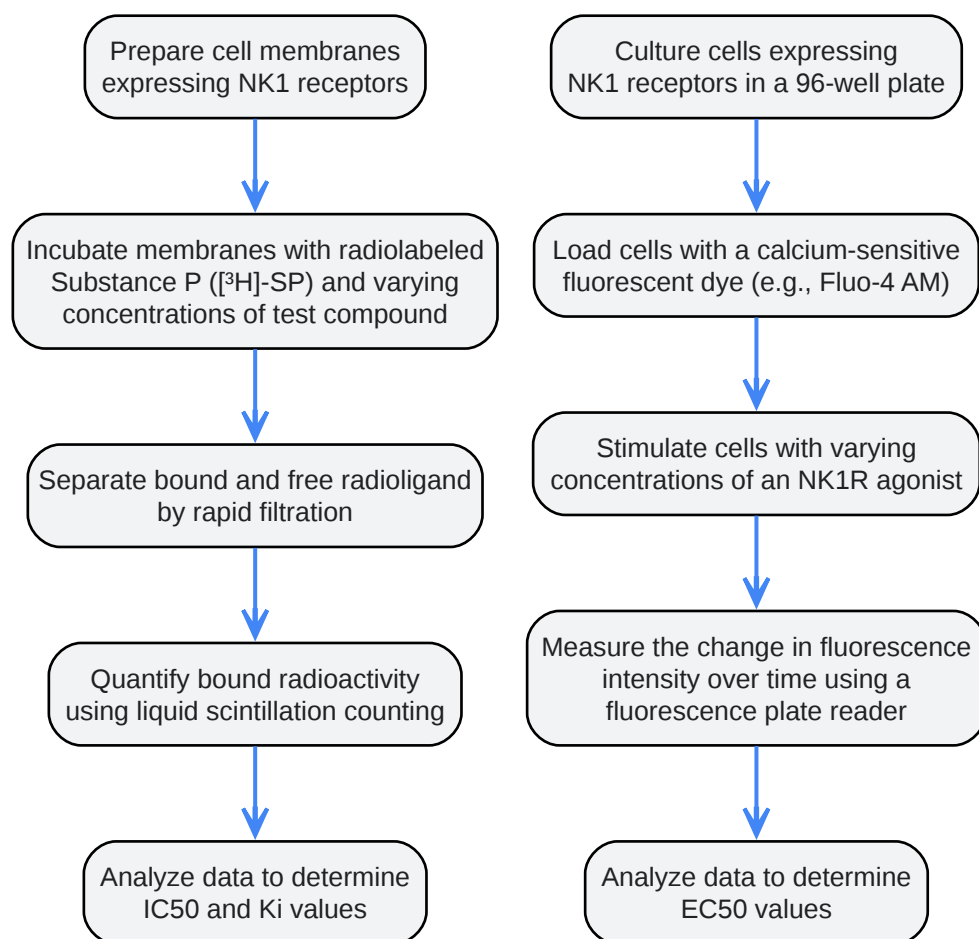 Prepare cell membranes
expressing NK1 receptors
Incubate membranes with radiolabeled
Substance P ([³H]-SP) and varying
concentrations of test compound
Separate bound and free radioligand
by rapid filtration
Quantify bound radioactivity
using liquid scintillation counting
Analyze data to determine
IC50 and Ki values
Culture cells expressing
NK1 receptors in a 96-well plate
Load cells with a calcium-sensitive
fluorescent dye (e.g., Fluo-4 AM)
Stimulate cells with varying
concentrations of an NK1R agonist
Measure the change in fluorescence
intensity over time using a
fluorescence plate reader
Analyze data to determine
EC50 values